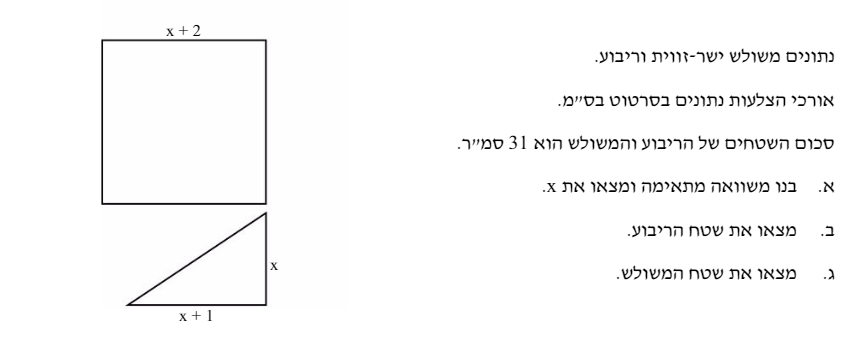 נתונים משולש ישר-זווית וריבוע.
אורכי הצלעות נתונים בסרטוט בס״מ.
סכום השטחים של הריבוע והמשולש הוא 31 סמ״ר.
א. בנו משוואה מתאימה ומצאו את x.
ב. מצאו את שטח הריבוע.
ג. מצאו את שטח המשולש.
x + 2
x
x + 1